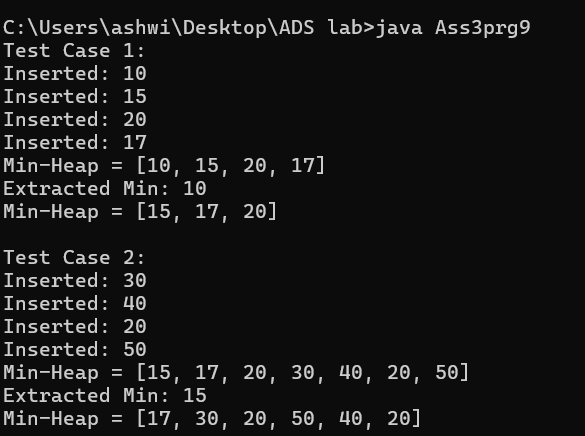 C:\Users\ashwi\Desktop\ADS lab>java Ass3prg9
Test Case 1:
Inserted: 10
Inserted: 15
Inserted: 20
Inserted: 17
Min-Heap = [10, 15, 20, 17]
Extracted Min: 10
Min-Heap = [15, 17, 20]

Test Case 2:
Inserted: 30
Inserted: 40
Inserted: 20
Inserted: 50
Min-Heap = [15, 17, 20, 30, 40, 20, 50]
Extracted Min: 15
Min-Heap = [17, 30, 20, 50, 40, 20]